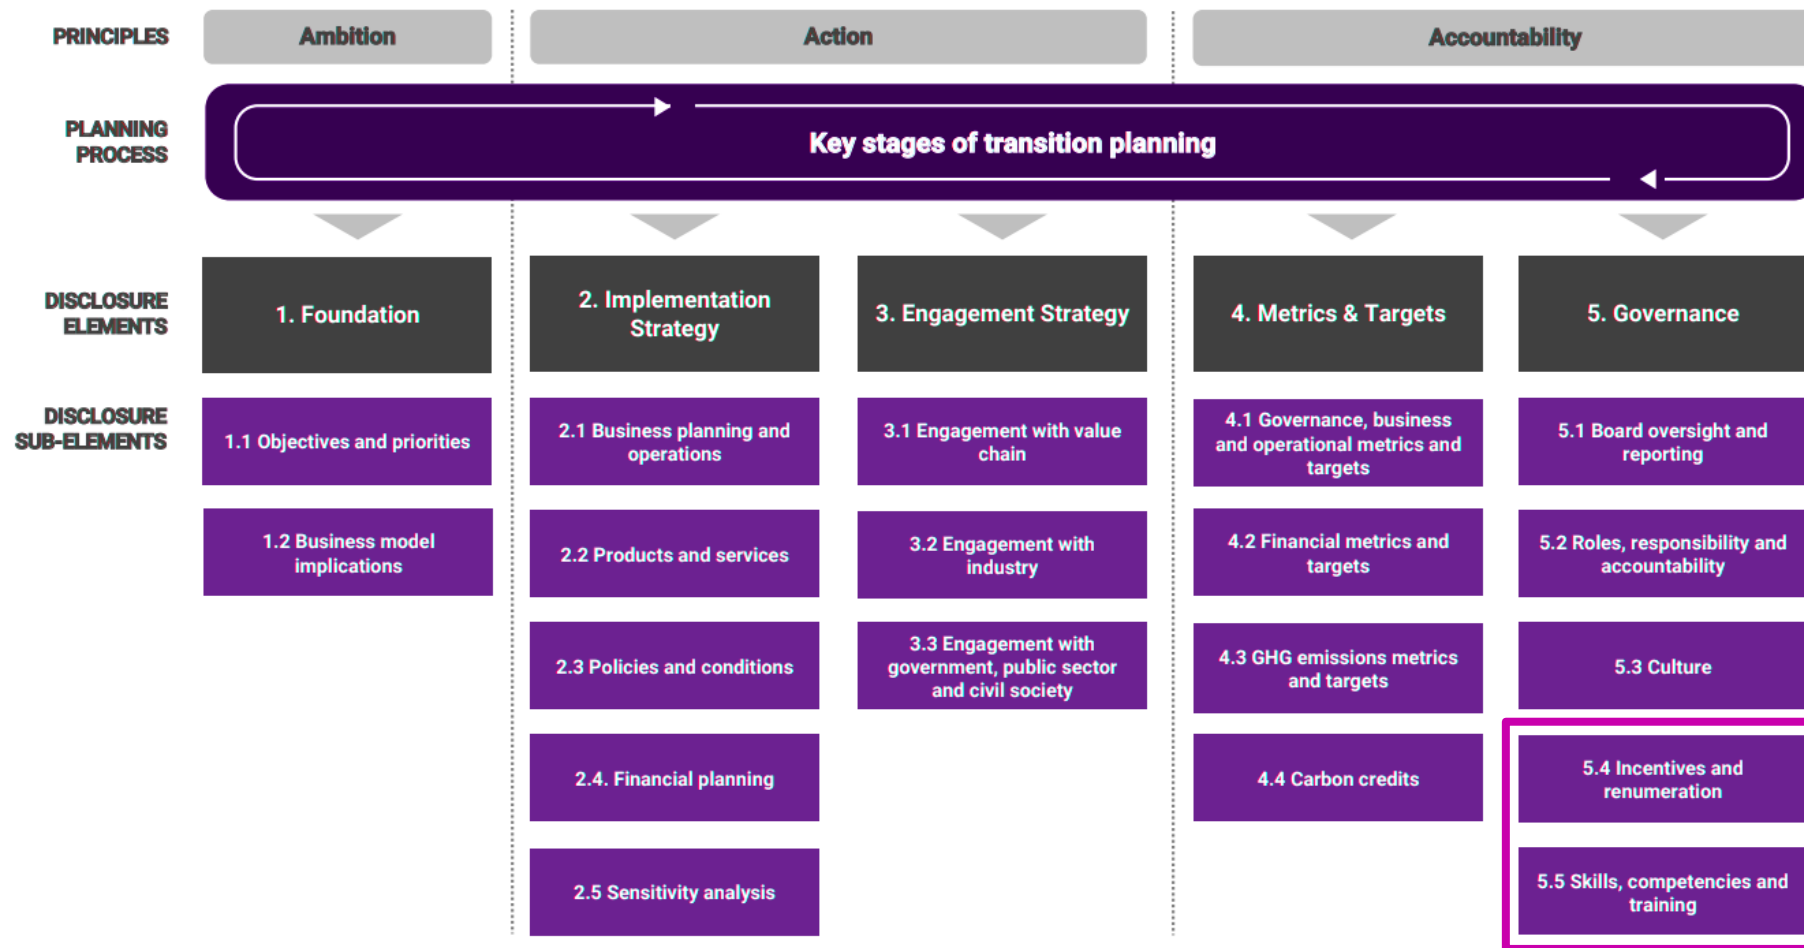 PRINCIPLES
Ambition
Action
Accountability
PLANNING
PROCESS
Key stages of transition planning
DISCLOSURE
ELEMENTS
1. Foundation
2. Implementation
Strategy
3. Engagement Strategy
4. Metrics & Targets
5. Governance
DISCLOSURE
SUB-ELEMENTS
1.1 Objectives and priorities
1.2 Business model
implications
2.1 Business planning and
operations
2.2 Products and services
2.3 Policies and conditions
2.4. Financial planning
2.5 Sensitivity analysis
3.1 Engagement with value
chain
3.2 Engagement with
industry
3.3 Engagement with
government, public sector
and civil society
4.1 Governance, business
and operational metrics and
targets
4.2 Financial metrics and
targets
4.3 GHG emissions metrics
and targets
4.4 Carbon credits
5.1 Board oversight and
reporting
5.2 Roles, responsibility and
accountability
5.3 Culture
5.4 Incentives and
renumeration
5.5 Skills, competencies and
training